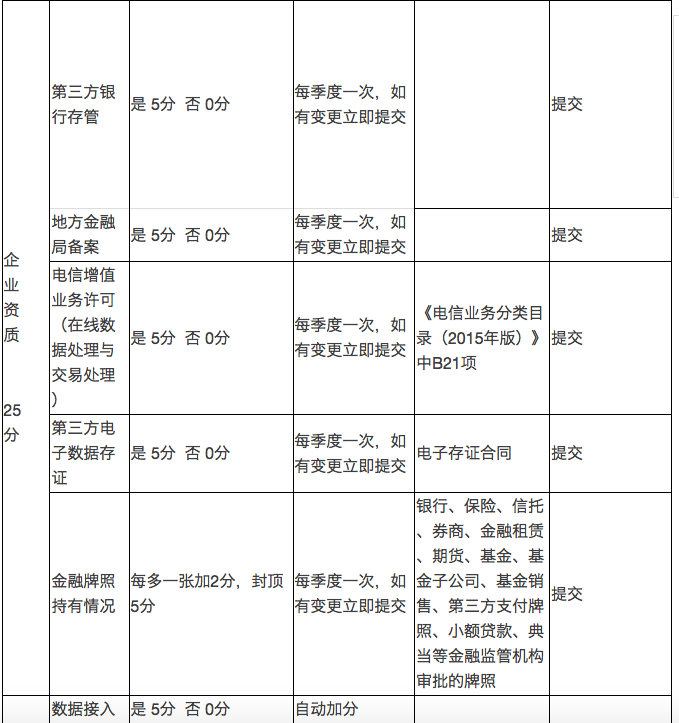 企
业
资
质
25
分
第三方银
行存管
是 5分 否 0分
每季度一次，如
有变更立即提交
提交
地方金融
局备案
是 5分 否 0分
每季度一次，如
有变更立即提交
提交
电信增值
业务许可
（在线数
据处理与
交易处理
）
是 5分 否 0分
每季度一次，如
有变更立即提交
《电信业务分类目
录（2015年版）》
中B21项
提交
第三方电
子数据存
证
是 5分 否 0分
每季度一次，如
有变更立即提交
电子存证合同
提交
金融牌照
持有情况
每多一张加2分，封顶
5分
每季度一次，如
有变更立即提交
银行、保险、信托
、券商、金融租赁
、期货、基金、基
金子公司、基金销
售、第三方支付牌
照、小额贷款、典
当等金融监管机构
审批的牌照
提交
数据接入
是 5分 否 0分
自动加分